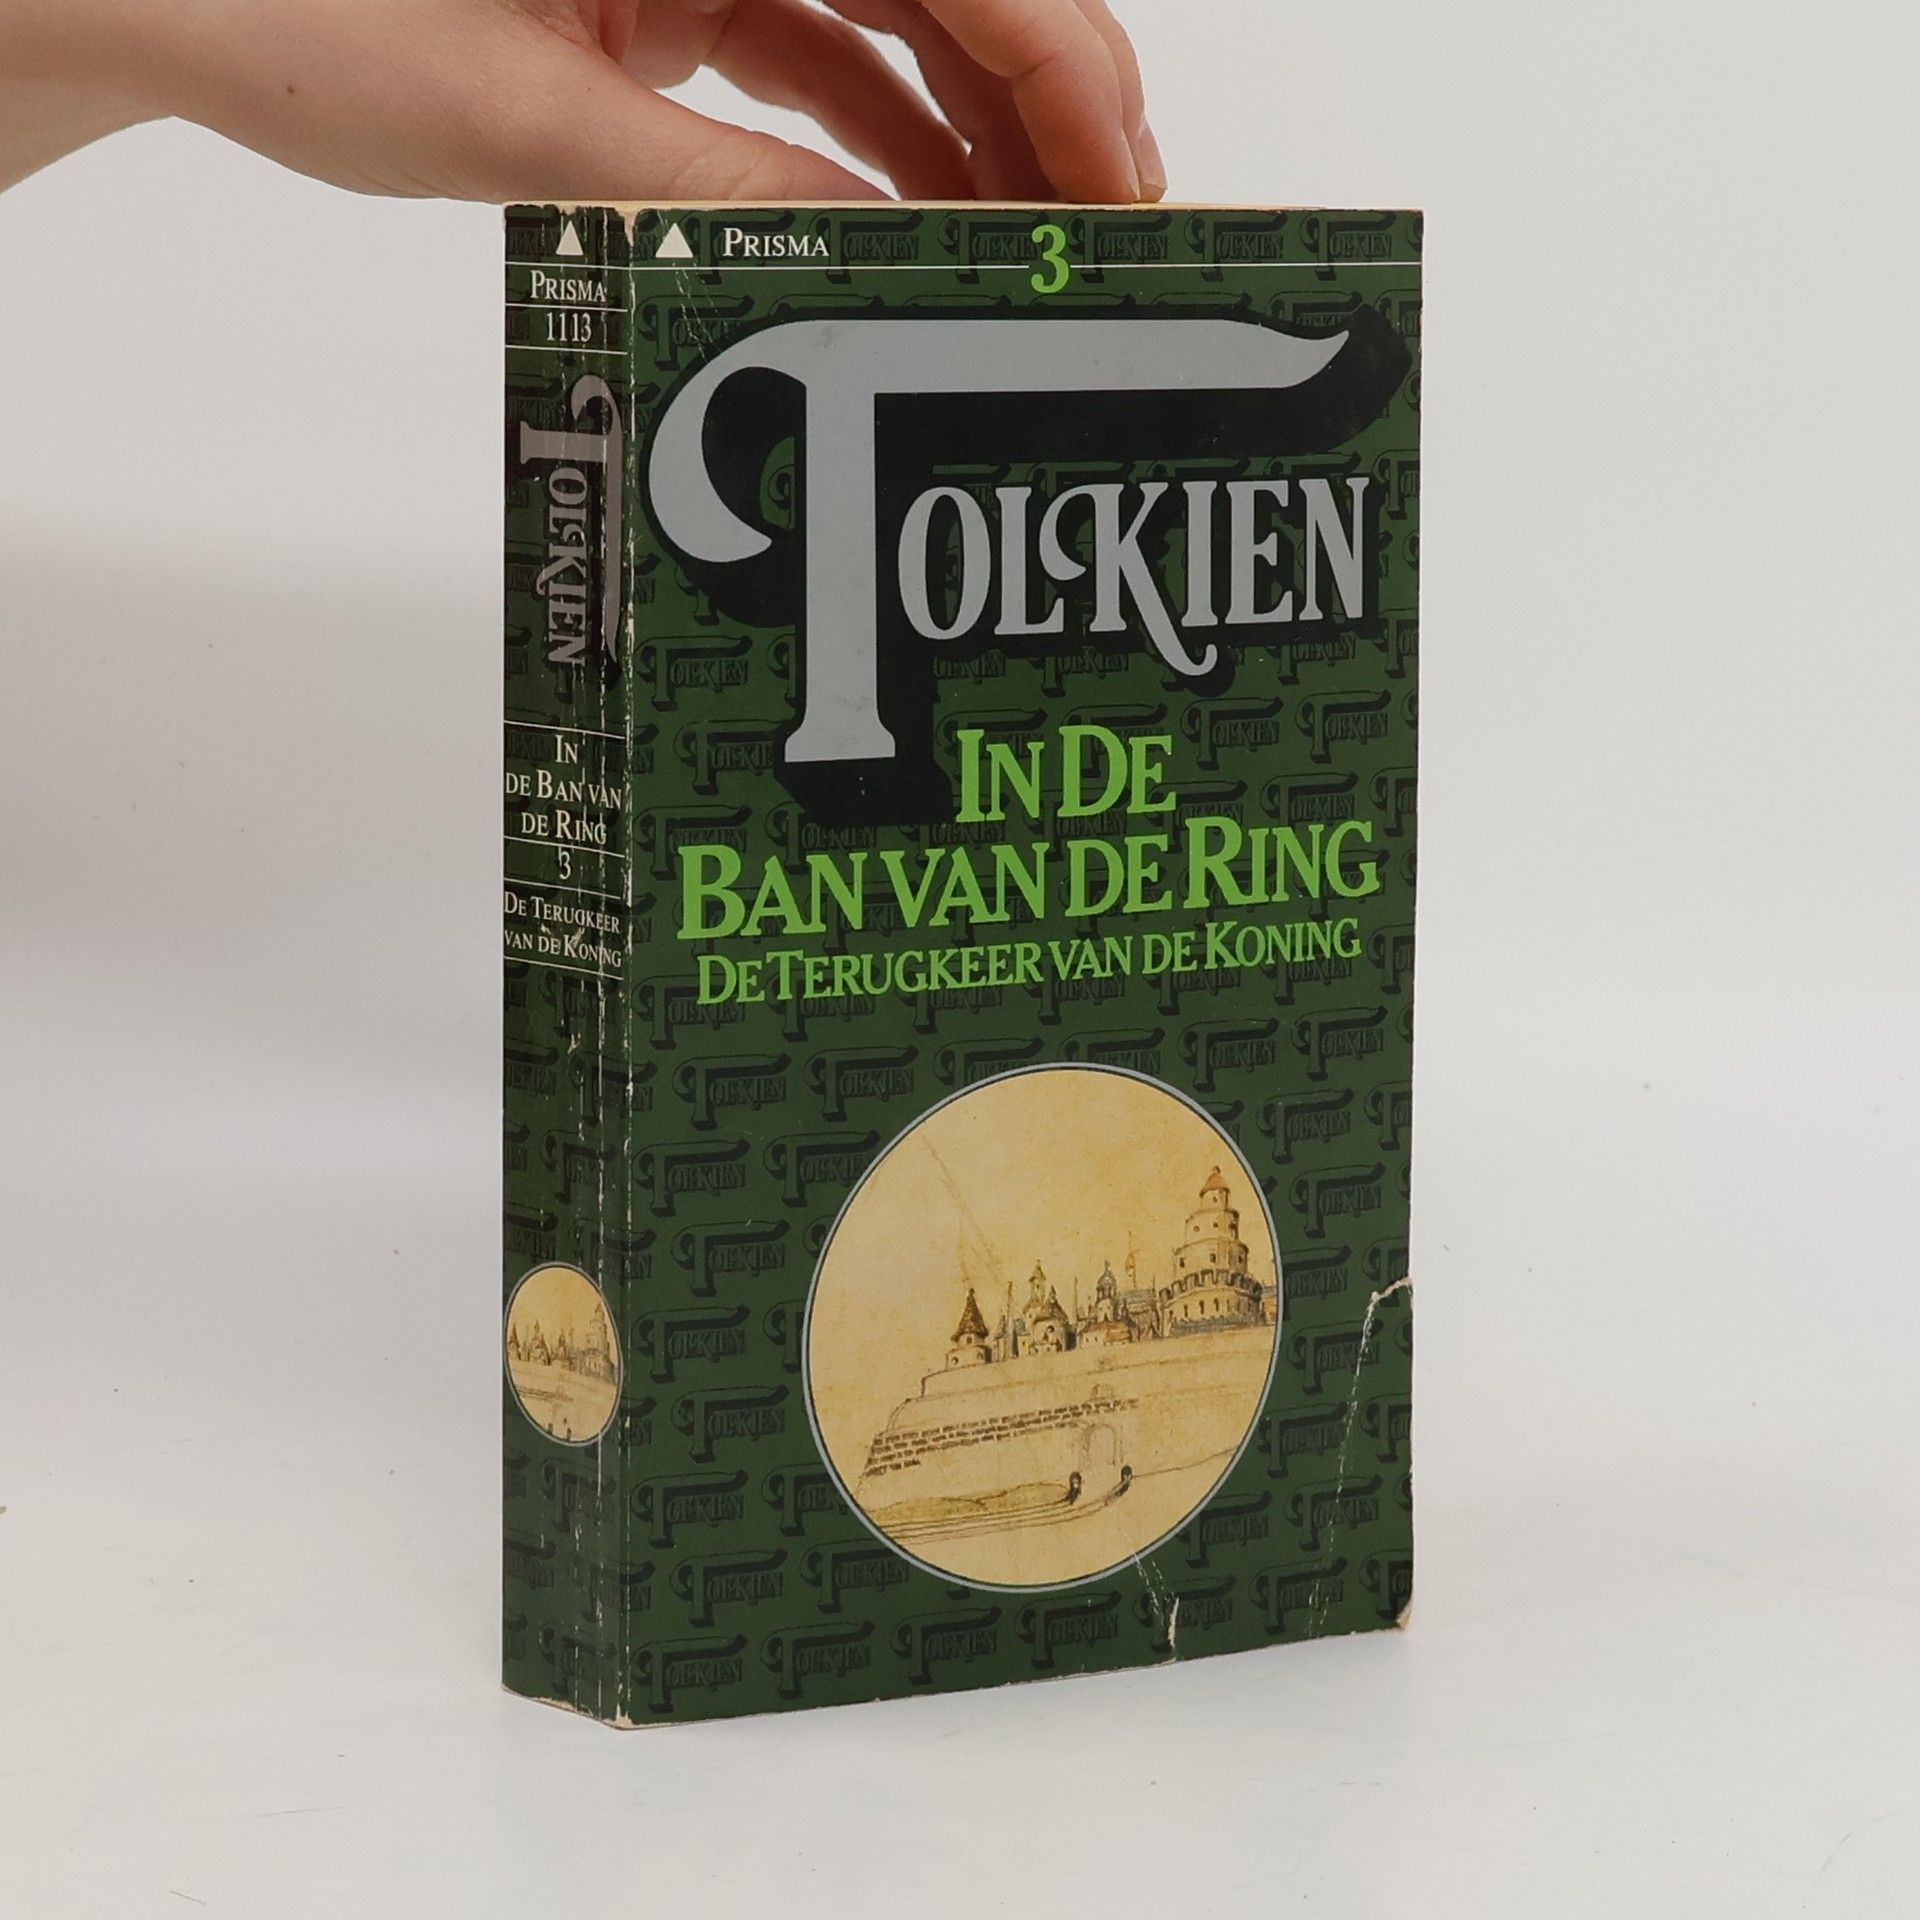 PRISMA
1113
TOLKIEN
IN
DE BAN VAN
DE RING
3
DE TERUGKEER
VAN DE KONING
PRISMA
3
TOLKIEN
IN DE
BAN VAN DE RING
DE TERUGKEER VAN DE KONING